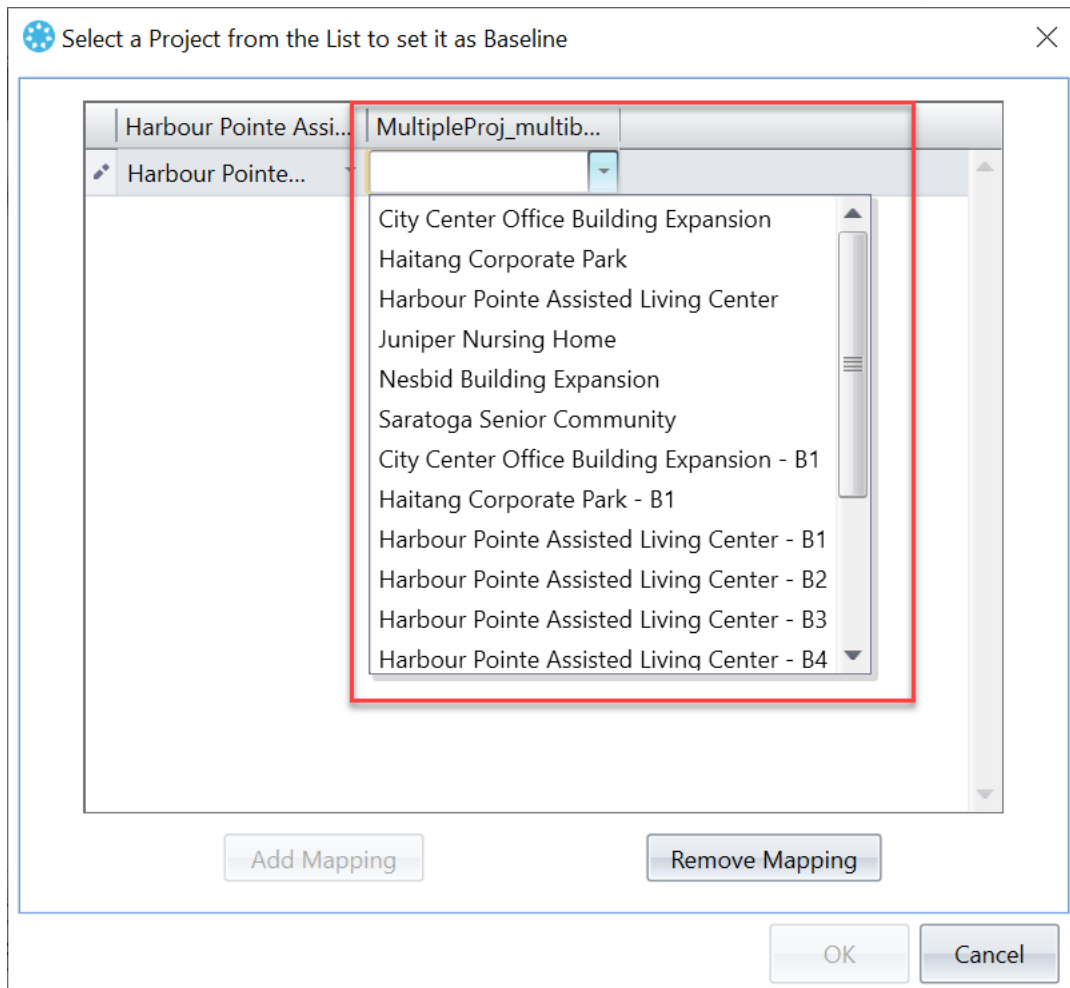 Select a Project from the List to set it as Baseline
Harbour Pointe Assi... MultipleProj_multib...
Harbour Pointe...
City Center Office Building Expansion
Haitang Corporate Park
Harbour Pointe Assisted Living Center
Juniper Nursing Home
Nesbid Building Expansion
Saratoga Senior Community
City Center Office Building Expansion - B1
Haitang Corporate Park - B1
Harbour Pointe Assisted Living Center - B1
Harbour Pointe Assisted Living Center - B2
Harbour Pointe Assisted Living Center - B3
Harbour Pointe Assisted Living Center - B4
Add Mapping Remove Mapping
OK Cancel